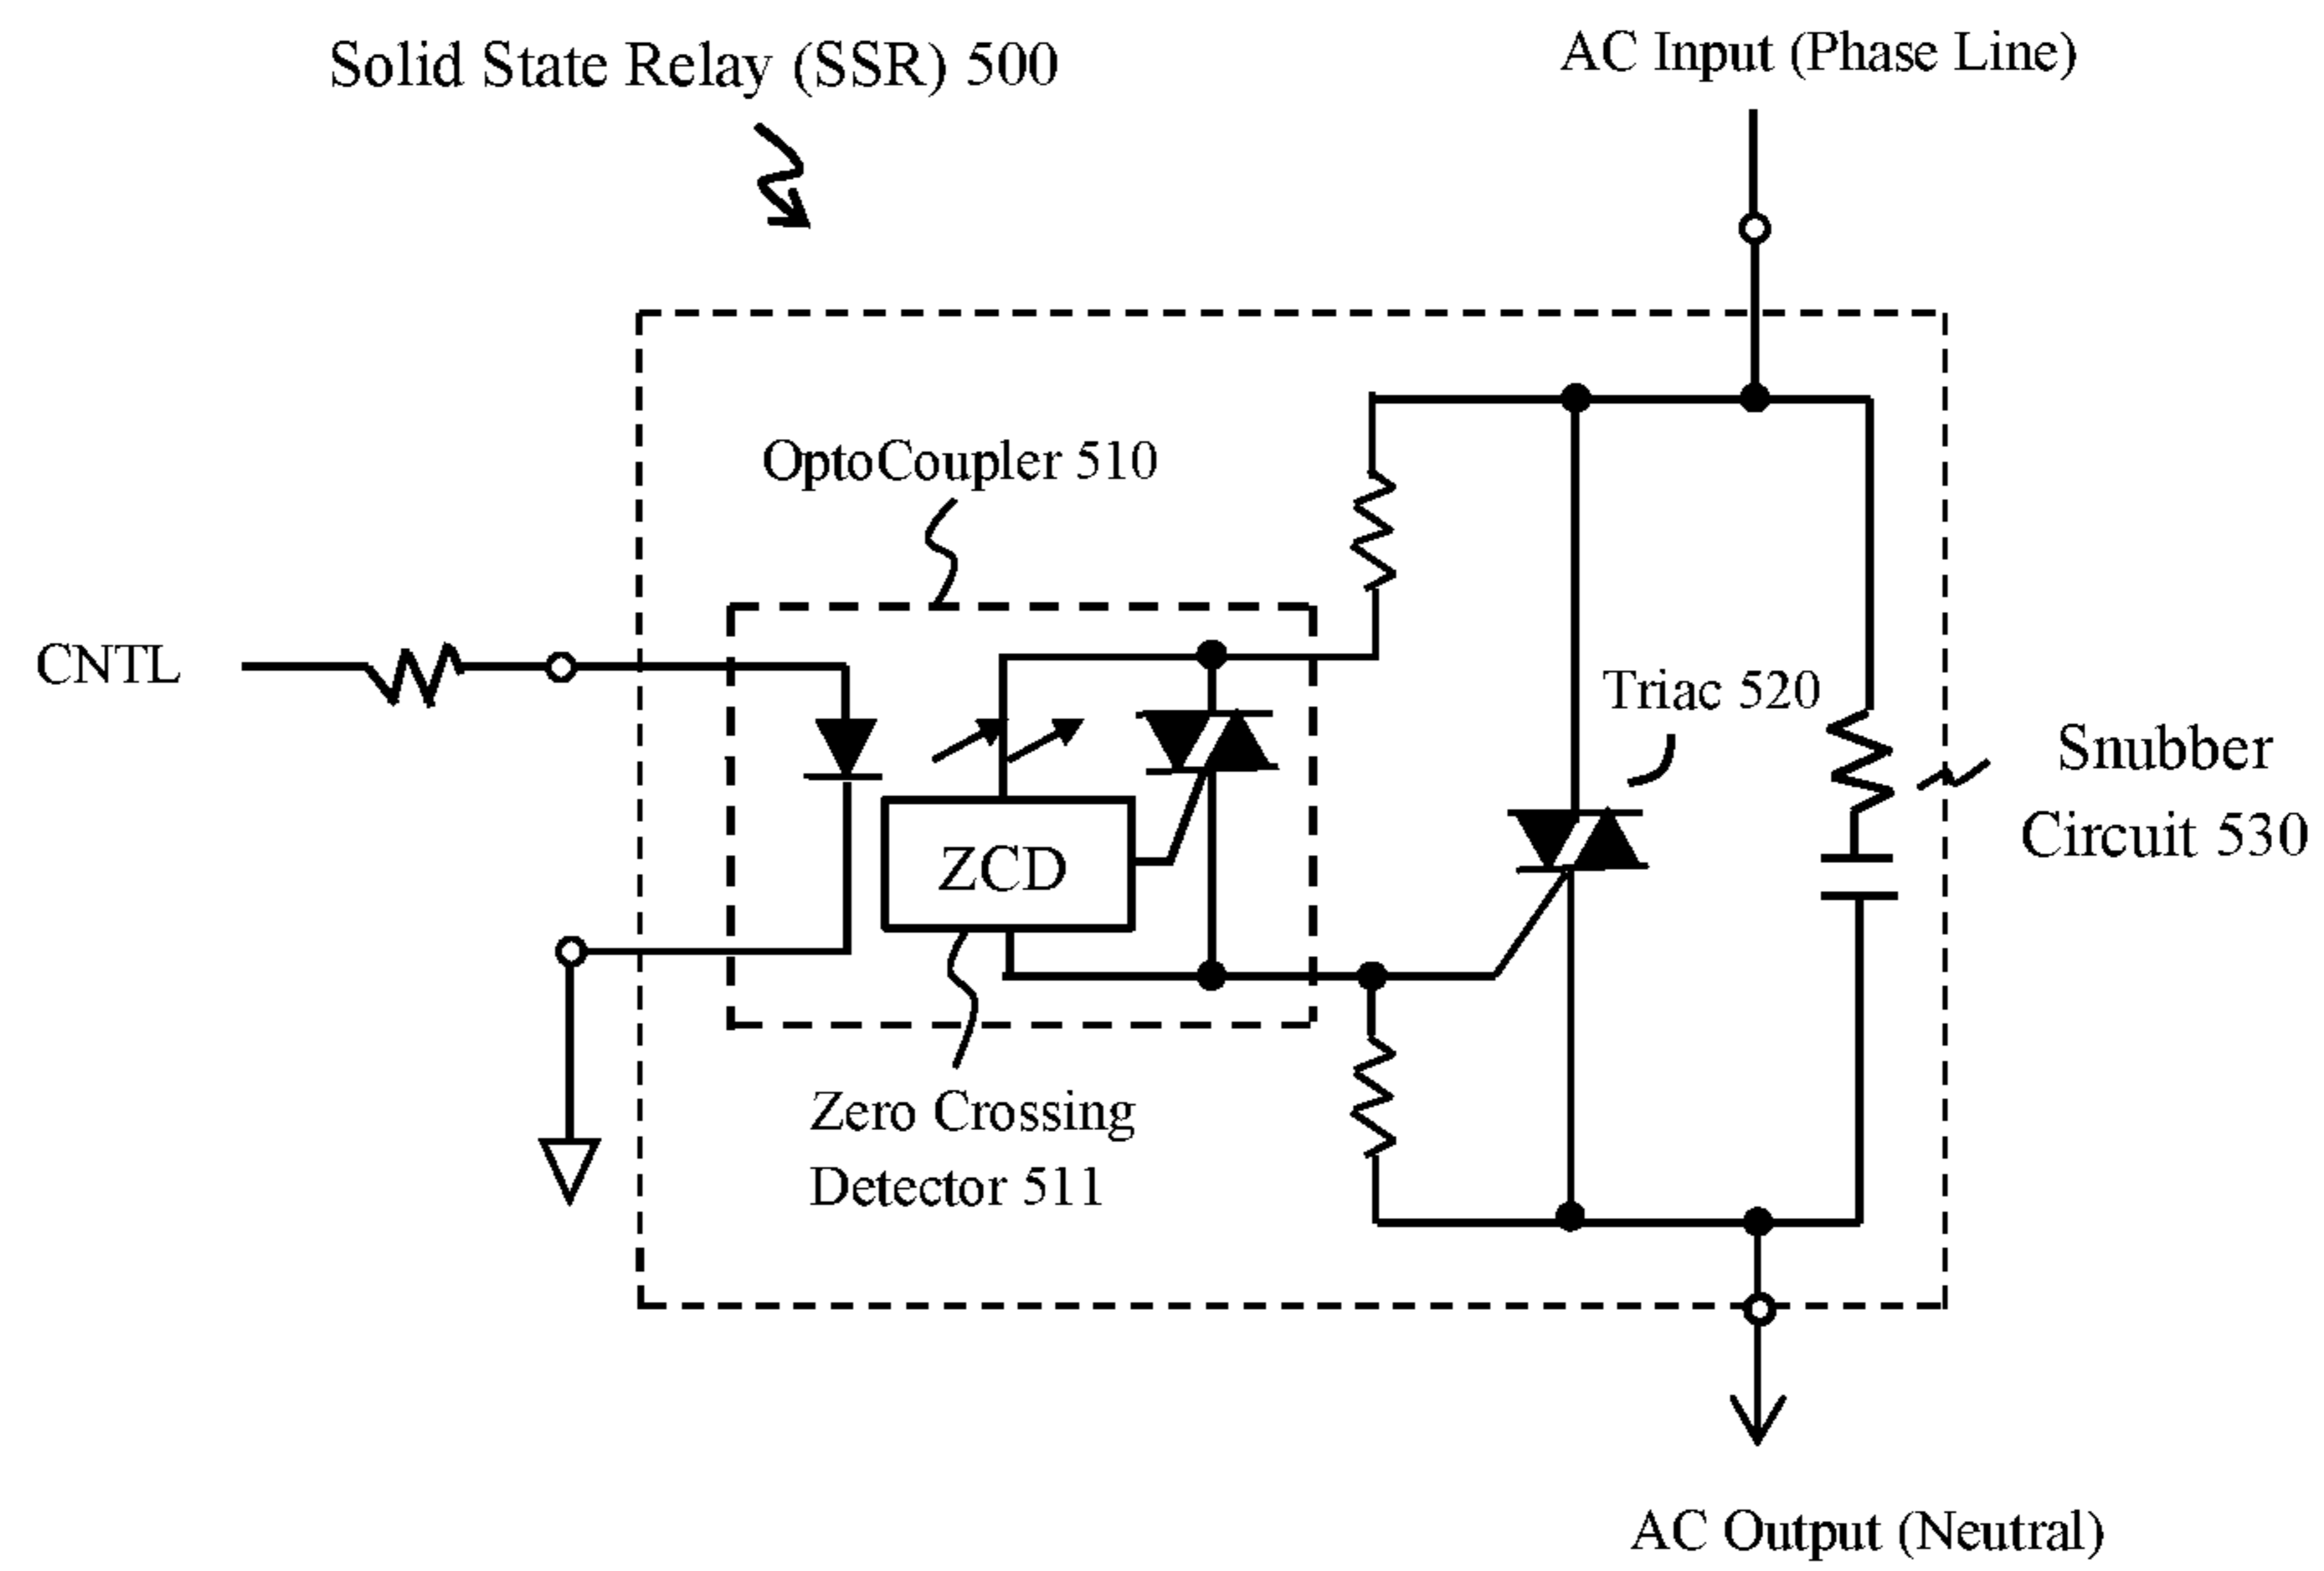 Solid State Relay (SSR) 500
AC Input (Phase Line)
OptoCoupler 510
CNTL
Triac 520
Snubber
Circuit 530
ZCD
Zero Crossing
Detector 511
AC Output (Neutral)